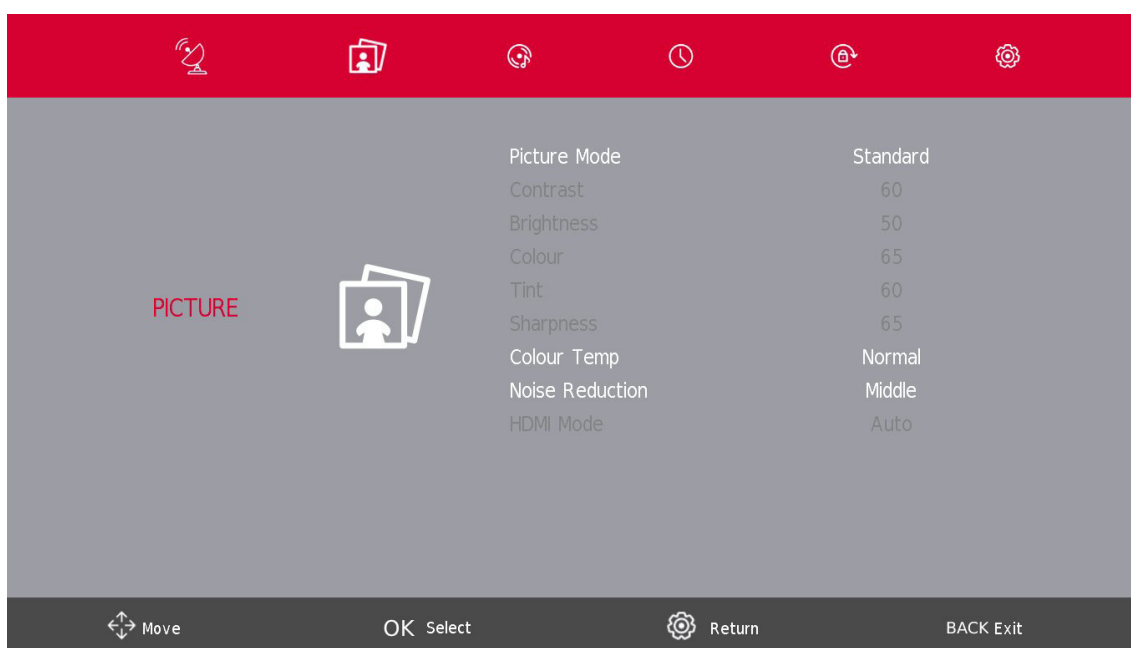 Picture Mode Standard
Contrast 60
Brightness 50
Colour 65
Tint 60
PICTURE
Sharpness 65
Colour Temp Normal
Noise Reduction Middle
HDMI Mode Auto
Move OK Select Return BACK Exit